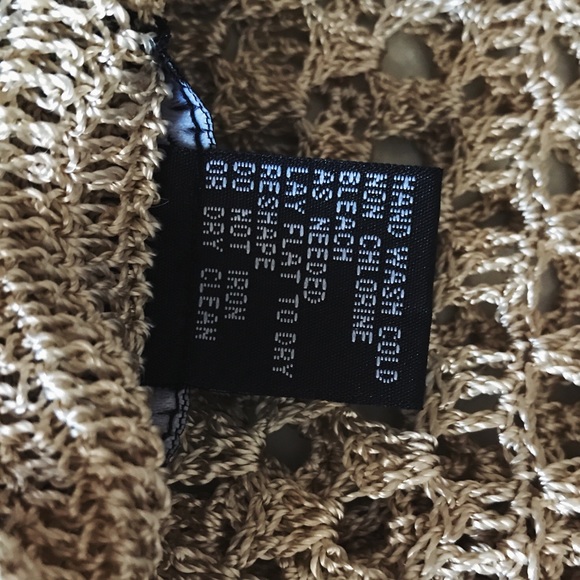 HAND WASH COLD
NON CHLORINE
BLEACH
AS NEEDED
LAY FLAT TO DRY
RESHAPE
DO NOT IRON
OR DRY CLEAN